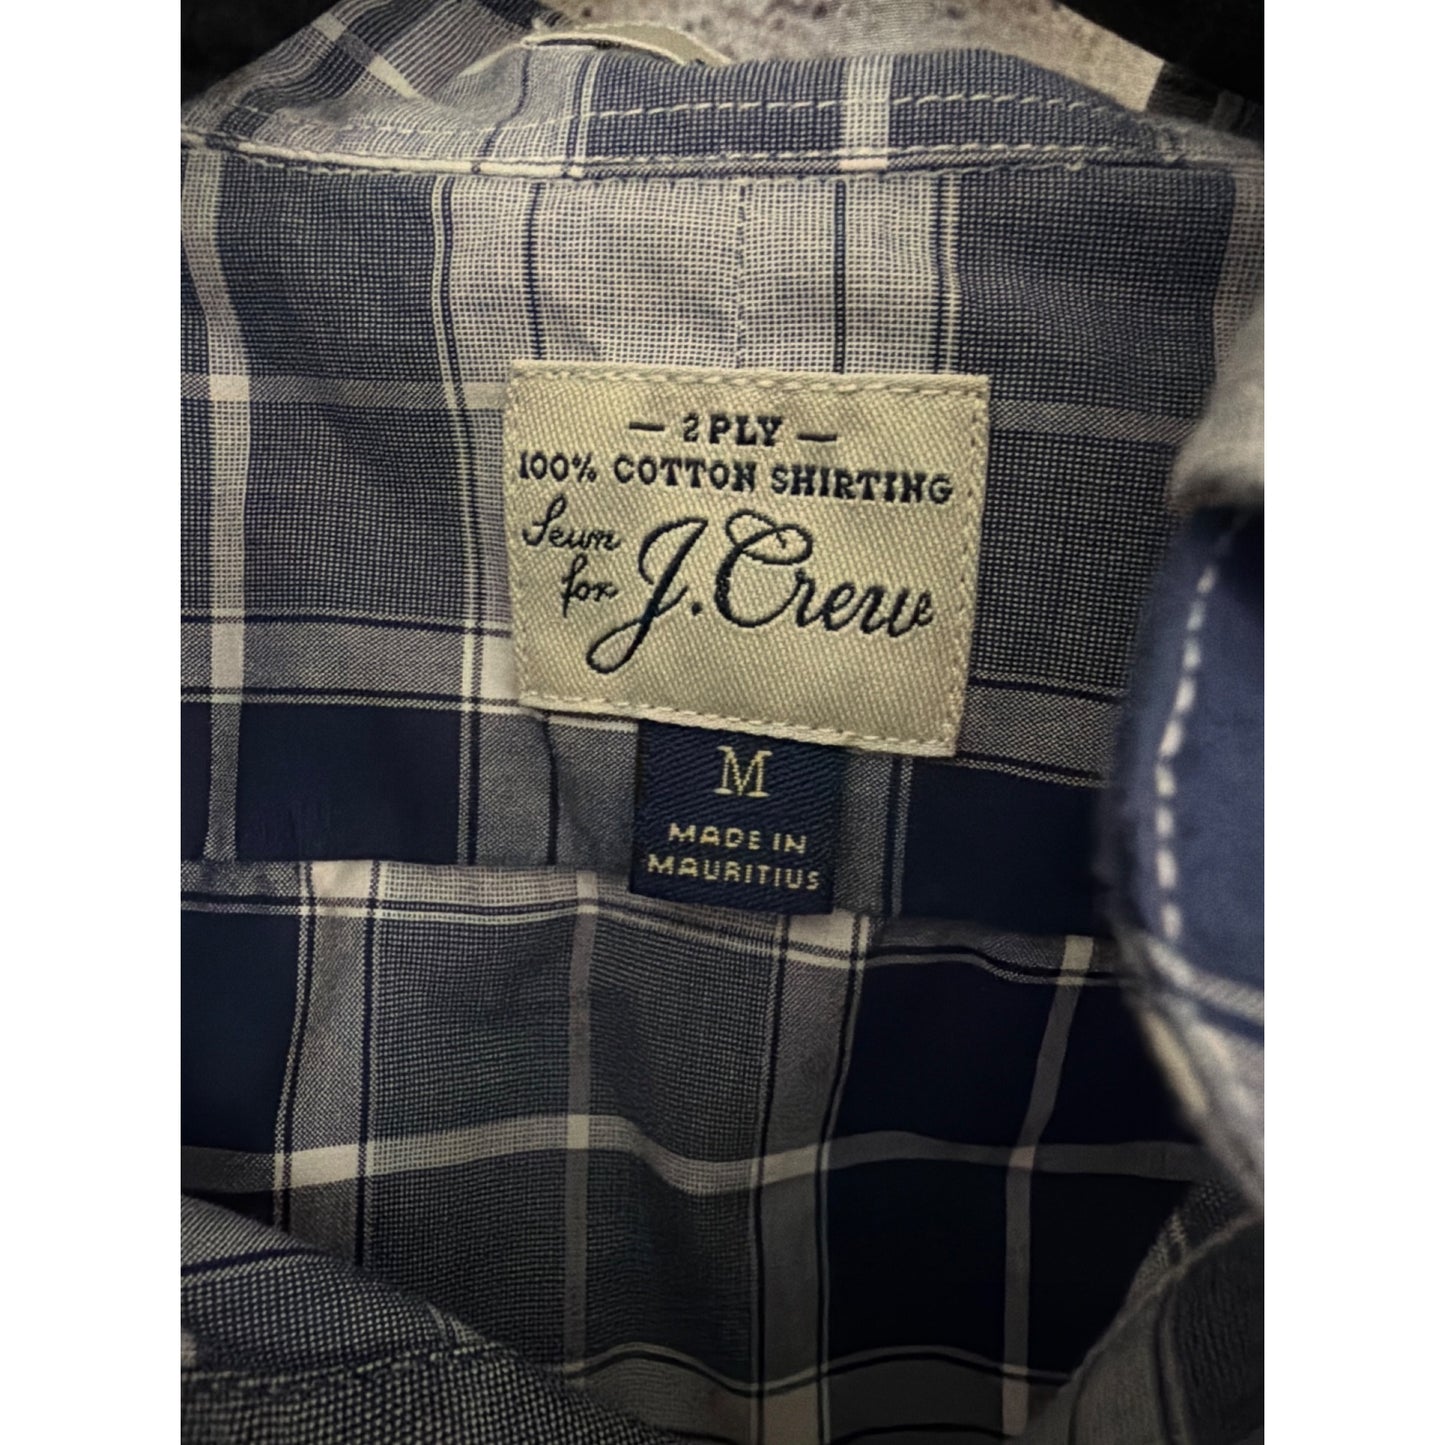 — 2 PLY —
100% COTTON SHIRTING
Sewn for J.Crew
M
MADE IN
MAURITIUS